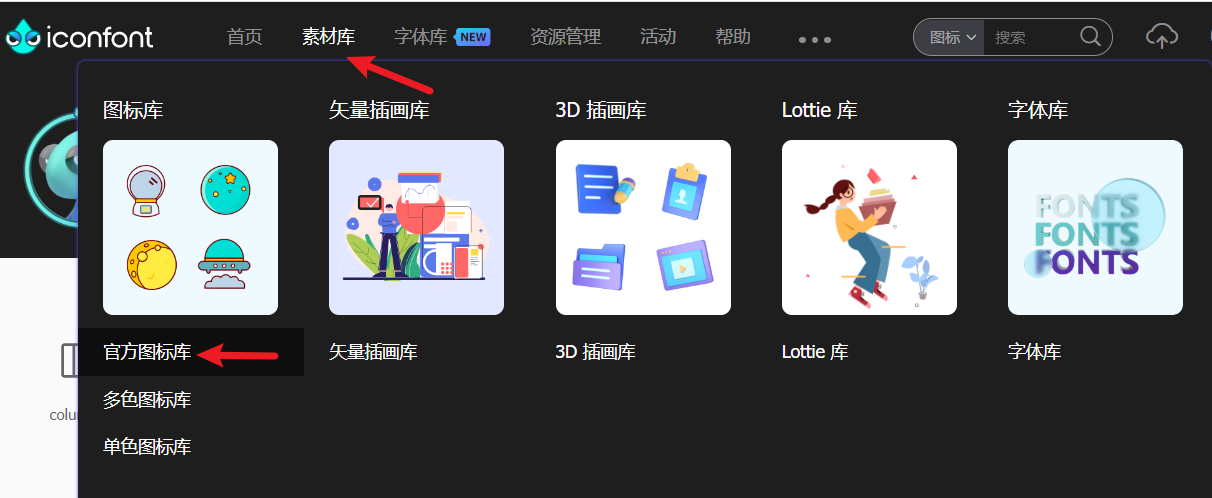 iconfont
首页
素材库
字体库
NEW
资源管理
活动
帮助
图标
搜索
图标库
矢量插画库
3D 插画库
Lottie 库
字体库
FONTS
FONTS
FONTS
官方图标库
矢量插画库
3D 插画库
Lottie 库
字体库
多色图标库
单色图标库
colu